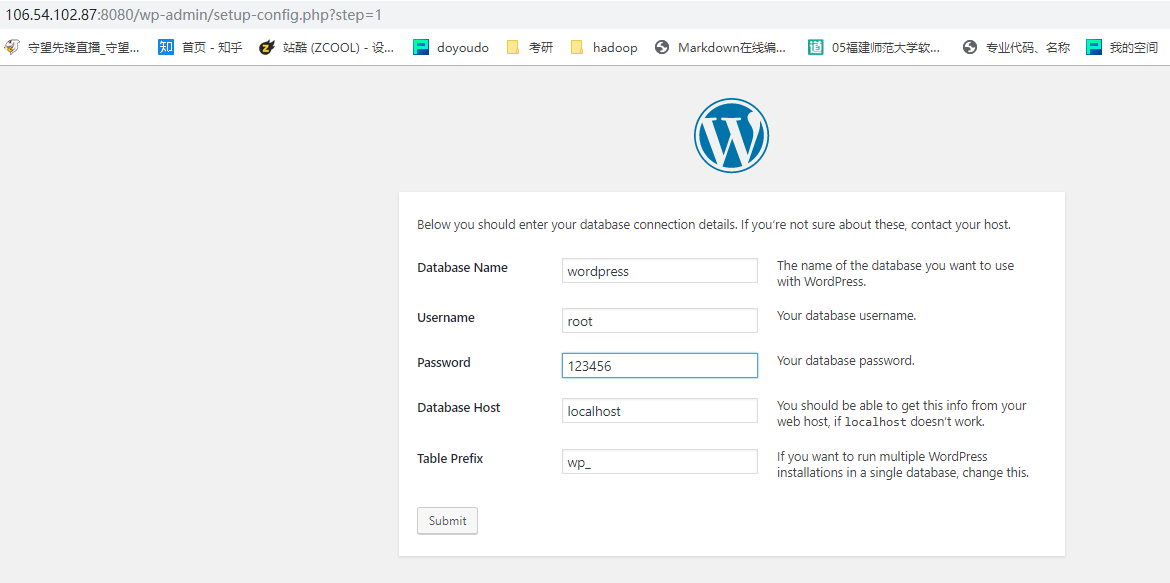 106.54.102.87:8080/wp-admin/setup-config.php?step=1
守望先锋直播_守望... 知 首页 - 知乎 站酷 (ZCOOL) - 设... doyoudo 考研 hadoop Markdown在线编... 05福建师范大学软... 专业代码、名称 我的空间
Below you should enter your database connection details. If you’re not sure about these, contact your host.
Database Name wordpress The name of the database you want to use
with WordPress.
Username root Your database username.
Password 123456 Your database password.
Database Host localhost You should be able to get this info from your
web host, if localhost doesn’t work.
Table Prefix wp_ If you want to run multiple WordPress
installations in a single database, change this.
Submit